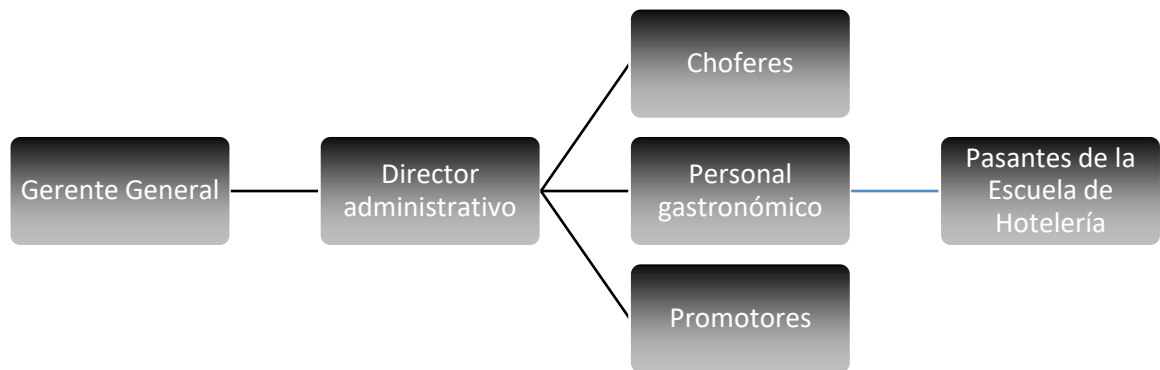 Gerente General
Director
administrativo
Choferes
Personal
gastronómico
Promotores
Pasantes de la
Escuela de
Hotelería